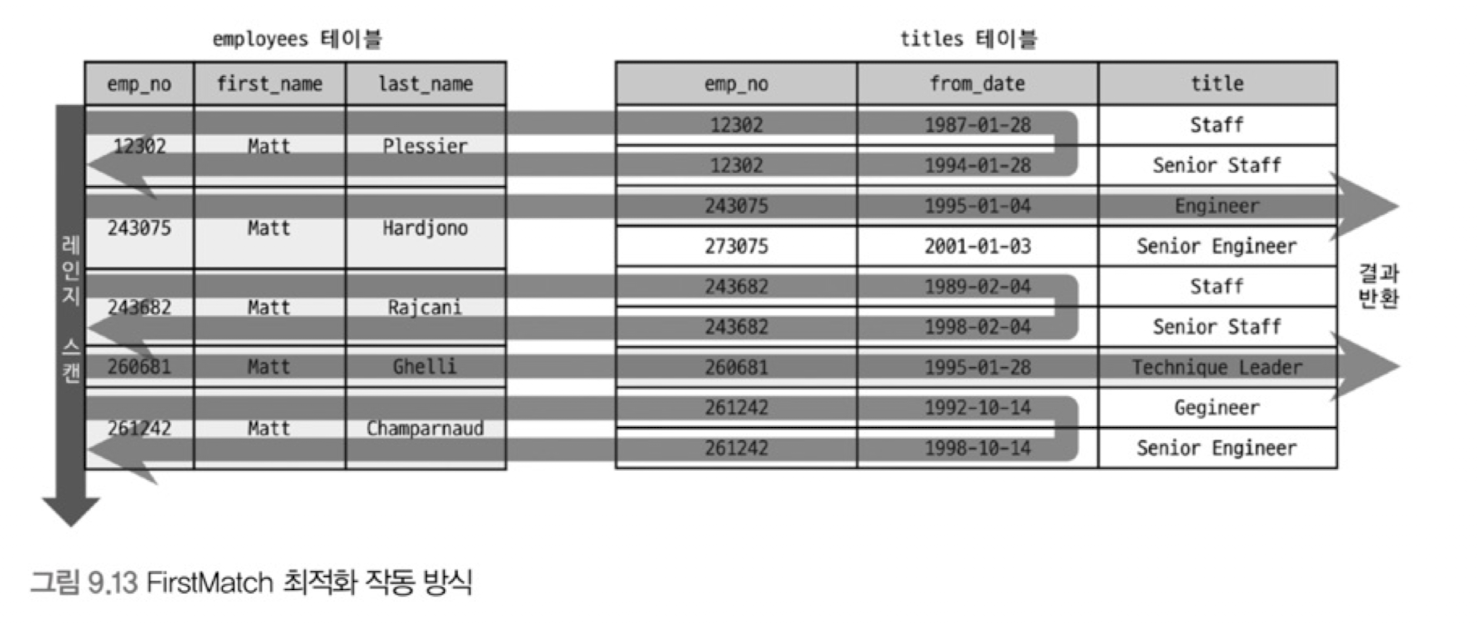 employees 테이블
titles 테이블
emp_no first_name last_name
emp_no from_date title
12302 Matt Plessier
12302 1987-01-28 Staff
12302 1994-01-28 Senior Staff
243075 Matt Hardjono
243075 1995-01-04 Engineer
273075 2001-01-03 Senior Engineer
243682 Matt Rajcani
243682 1989-02-04 Staff
243682 1998-02-04 Senior Staff
260681 Matt Ghelli
260681 1995-01-28 Technique Leader
261242 Matt Champarnaud
261242 1992-10-14 Gegineer
261242 1998-10-14 Senior Engineer
레인지 스캔
결과
반환
그림 9.13 FirstMatch 최적화 작동 방식